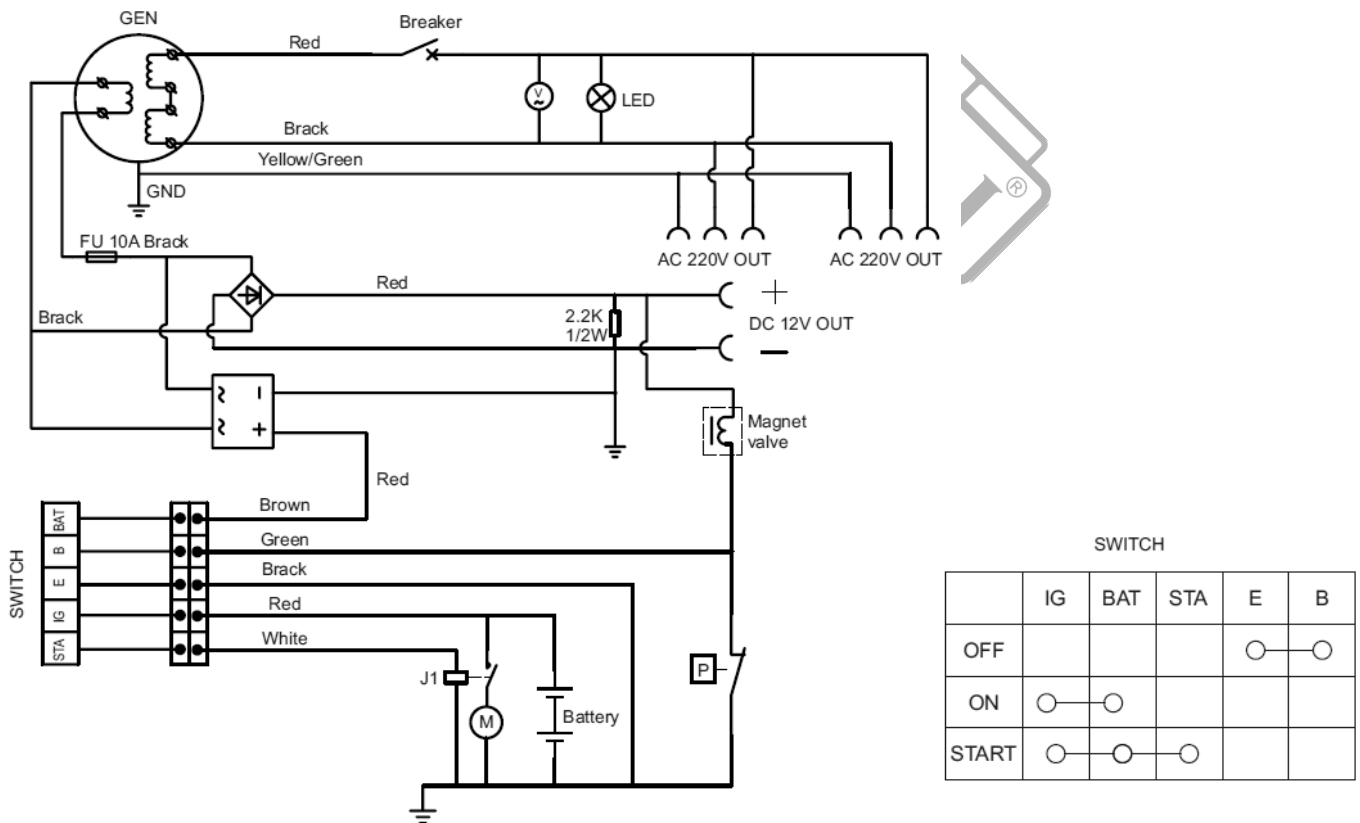 GEN
Breaker
Red
V
~
LED
Brack
Yellow/Green
GND
AC 220V OUT
AC 220V OUT
FU 10A Brack
Red
+
DC 12V OUT
−
2.2K
1/2W
Brack
~ −
~ +
Magnet
valve
Red
SWITCH
BAT
B
E
IG
STA
Brown
Green
Brack
Red
White
J1
M
Battery
P
SWITCH
IG BAT STA E B
OFF
ON
START
®